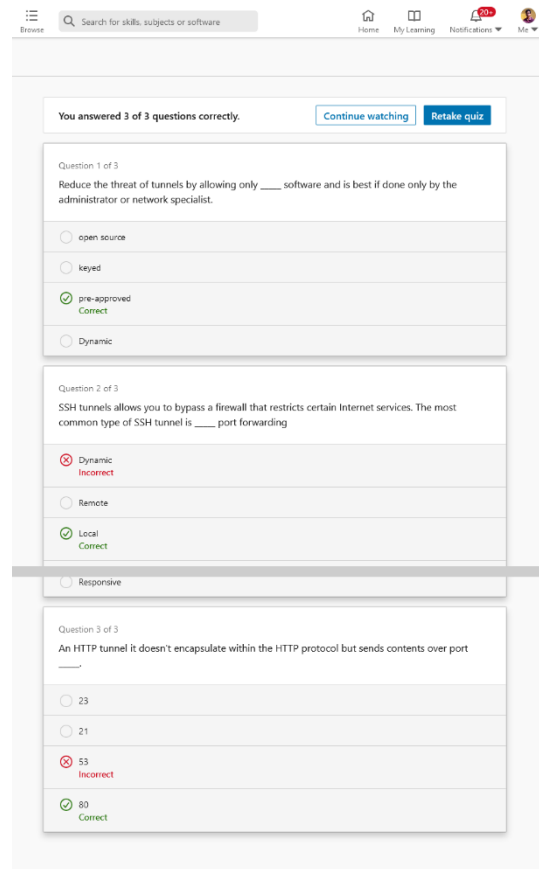 Browse
Search for skills, subjects or software
Home
My Learning
20+
Notifications
Me
You answered 3 of 3 questions correctly.
Continue watching
Retake quiz
Question 1 of 3
Reduce the threat of tunnels by allowing only ____ software and is best if done only by the
administrator or network specialist.
open source
keyed
pre-approved
Correct
Dynamic
Question 2 of 3
SSH tunnels allows you to bypass a firewall that restricts certain Internet services. The most
common type of SSH tunnel is ____ port forwarding
Dynamic
Incorrect
Remote
Local
Correct
Responsive
Question 3 of 3
An HTTP tunnel it doesn't encapsulate within the HTTP protocol but sends contents over port
____.
23
21
53
Incorrect
80
Correct